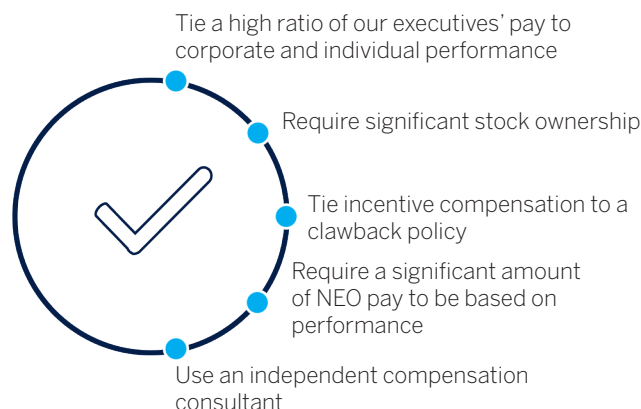 Tie a high ratio of our executives’ pay to
corporate and individual performance
Require significant stock ownership
Tie incentive compensation to a
clawback policy
Require a significant amount
of NEO pay to be based on
performance
Use an independent compensation
consultant